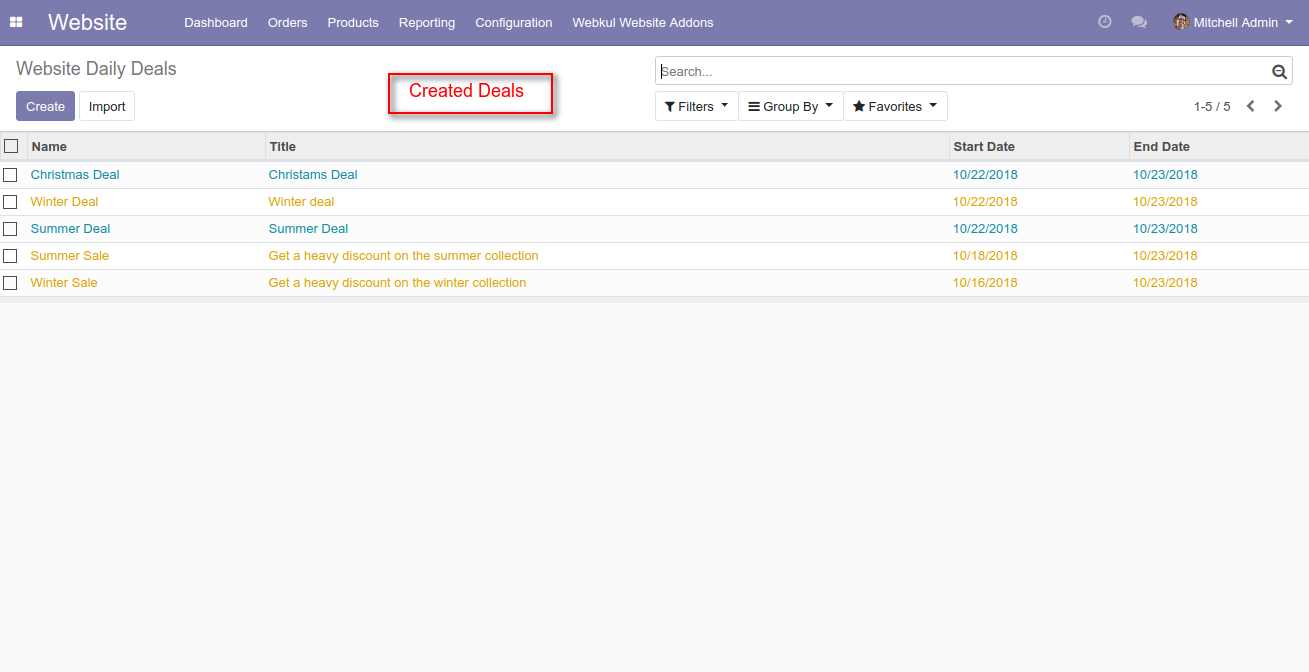 Website Dashboard Orders Products Reporting Configuration Webkul Website Addons Mitchell Admin
Website Daily Deals
Created Deals
Search...
Create Import
Filters Group By Favorites 1-5 / 5
Name Title Start Date End Date
Christmas Deal Christams Deal 10/22/2018 10/23/2018
Winter Deal Winter deal 10/22/2018 10/23/2018
Summer Deal Summer Deal 10/22/2018 10/23/2018
Summer Sale Get a heavy discount on the summer collection 10/18/2018 10/23/2018
Winter Sale Get a heavy discount on the winter collection 10/16/2018 10/23/2018